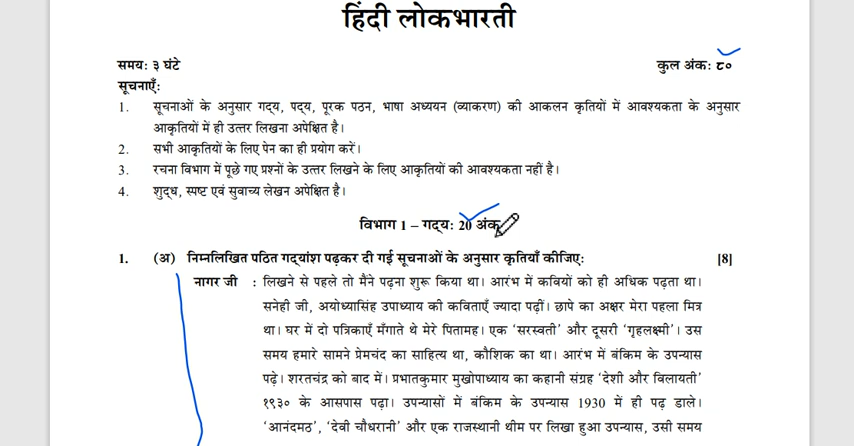 हिंदी लोकभारती
समय: ३ घंटे
कुल अंक: ८०
सूचनाएँ:
1. सूचनाओं के अनुसार गद्य, पद्य, पूरक पठन, भाषा अध्ययन (व्याकरण) की आकलन कृतियों में आवश्यकता के अनुसार
आकृतियों में ही उत्तर लिखना अपेक्षित है।
2. सभी आकृतियों के लिए पेन का ही प्रयोग करें।
3. रचना विभाग में पूछे गए प्रश्नों के उत्तर लिखने के लिए आकृतियों की आवश्यकता नहीं है।
4. शुद्ध, स्पष्ट एवं सुवाच्य लेखन अपेक्षित है।
विभाग 1 – गद्य: 20 अंक
1. (अ) निम्नलिखित पठित गद्यांश पढ़कर दी गई सूचनाओं के अनुसार कृतियाँ कीजिए: [8]
नागर जी : लिखने से पहले तो मैंने पढ़ना शुरू किया था। आरंभ में कवियों को ही अधिक पढ़ता था।
सनेही जी, अयोध्यासिंह उपाध्याय की कविताएँ ज्यादा पढ़ीं। छापे का अक्षर मेरा पहला मित्र
था। घर में दो पत्रिकाएँ मँगाते थे मेरे पितामह। एक ‘सरस्वती’ और दूसरी ‘गृहलक्ष्मी’। उस
समय हमारे सामने प्रेमचंद का साहित्य था, कौशिक का था। आरंभ में बंकिम के उपन्यास
पढ़े। शरतचंद्र को बाद में। प्रभातकुमार मुखोपाध्याय का कहानी संग्रह ‘देशी और विलायती’
१९३० के आसपास पढ़ा। उपन्यासों में बंकिम के उपन्यास 1930 में ही पढ़ डाले।
‘आनंदमठ’, ‘देवी चौधरानी’ और एक राजस्थानी थीम पर लिखा हुआ उपन्यास, उसी समय